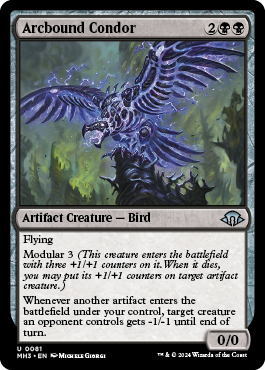 Arcbound Condor 2
Artifact Creature — Bird
Flying
Modular 3 (This creature enters the battlefield
with three +1/+1 counters on it. When it dies,
you may put its +1/+1 counters on target artifact
creature.)
Whenever another artifact enters the
battlefield under your control, target creature
an opponent controls gets -1/-1 until end of
turn.
0/0
U 0081
MH3 • EN Michele Giorgi
™ & © 2024 Wizards of the Coast